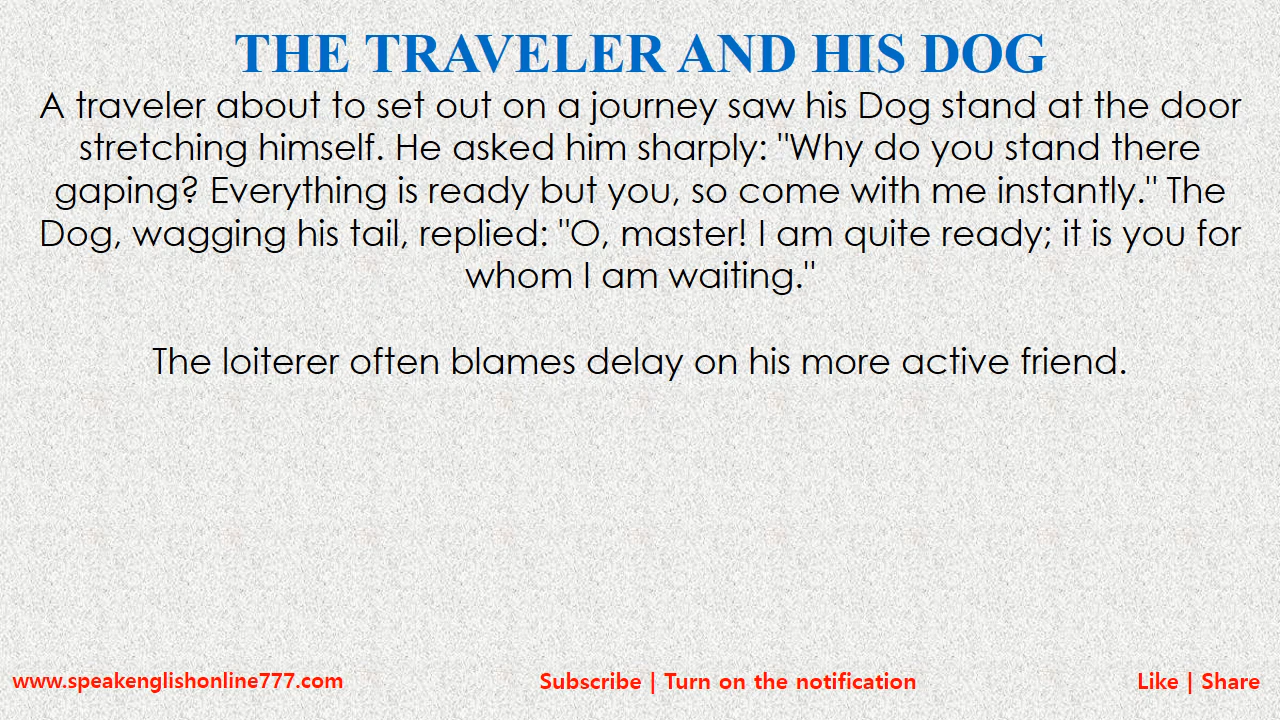 THE TRAVELER AND HIS DOG
A traveler about to set out on a journey saw his Dog stand at the door
stretching himself. He asked him sharply: "Why do you stand there
gaping? Everything is ready but you, so come with me instantly." The
Dog, wagging his tail, replied: "O, master! I am quite ready; it is you for
whom I am waiting."
The loiterer often blames delay on his more active friend.
www.speakenglishonline777.com
Subscribe | Turn on the notification
Like | Share